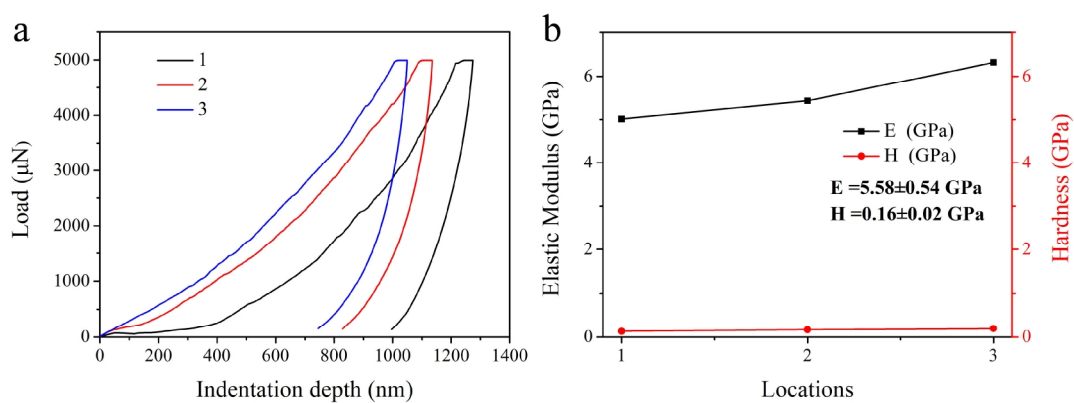 a
Load (μN)
5000
4000
3000
2000
1000
0
1
2
3
0 200 400 600 800 1000 1200 1400
Indentation depth (nm)
b
Elastic Modulus (GPa)
6
4
2
0
E (GPa)
H (GPa)
E =5.58±0.54 GPa
H =0.16±0.02 GPa
6
4
2
0
Hardness (GPa)
1 2 3
Locations